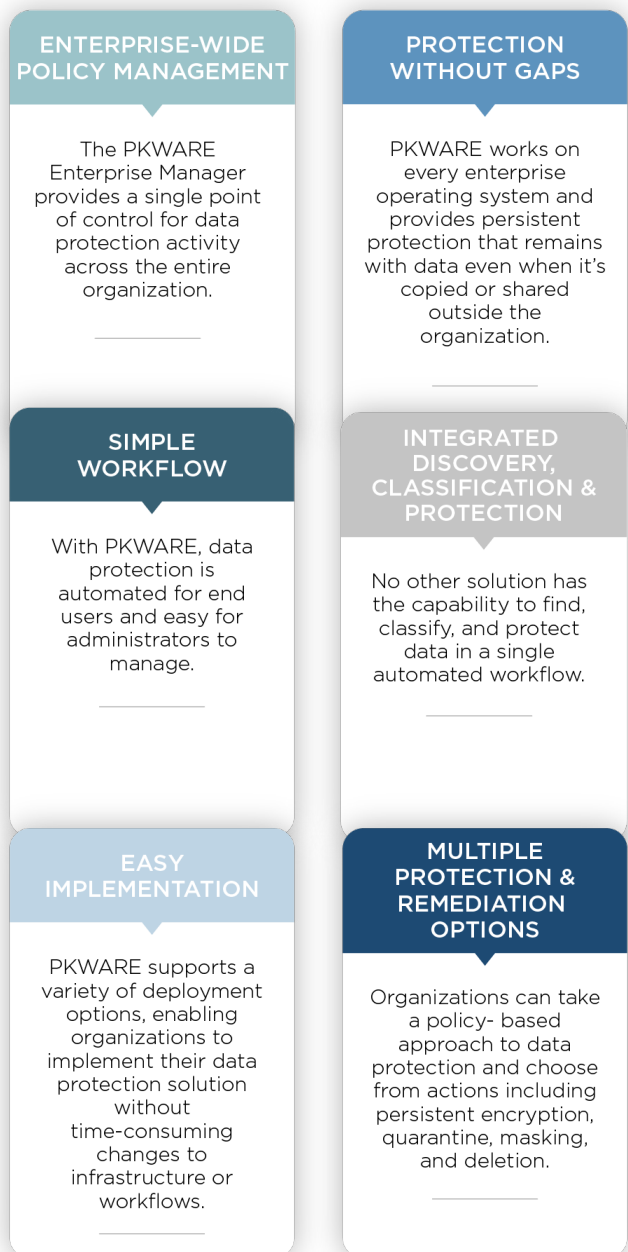 ENTERPRISE-WIDE
POLICY MANAGEMENT
The PKWARE
Enterprise Manager
provides a single point
of control for data
protection activity
across the entire
organization.
PROTECTION
WITHOUT GAPS
PKWARE works on
every enterprise
operating system and
provides persistent
protection that remains
with data even when it’s
copied or shared
outside the
organization.
SIMPLE
WORKFLOW
With PKWARE, data
protection is
automated for end
users and easy for
administrators to
manage.
INTEGRATED
DISCOVERY,
CLASSIFICATION &
PROTECTION
No other solution has
the capability to find,
classify, and protect
data in a single
automated workflow.
EASY
IMPLEMENTATION
PKWARE supports a
variety of deployment
options, enabling
organizations to
implement their data
protection solution
without
time-consuming
changes to
infrastructure or
workflows.
MULTIPLE
PROTECTION &
REMEDIATION
OPTIONS
Organizations can take
a policy- based
approach to data
protection and choose
from actions including
persistent encryption,
quarantine, masking,
and deletion.